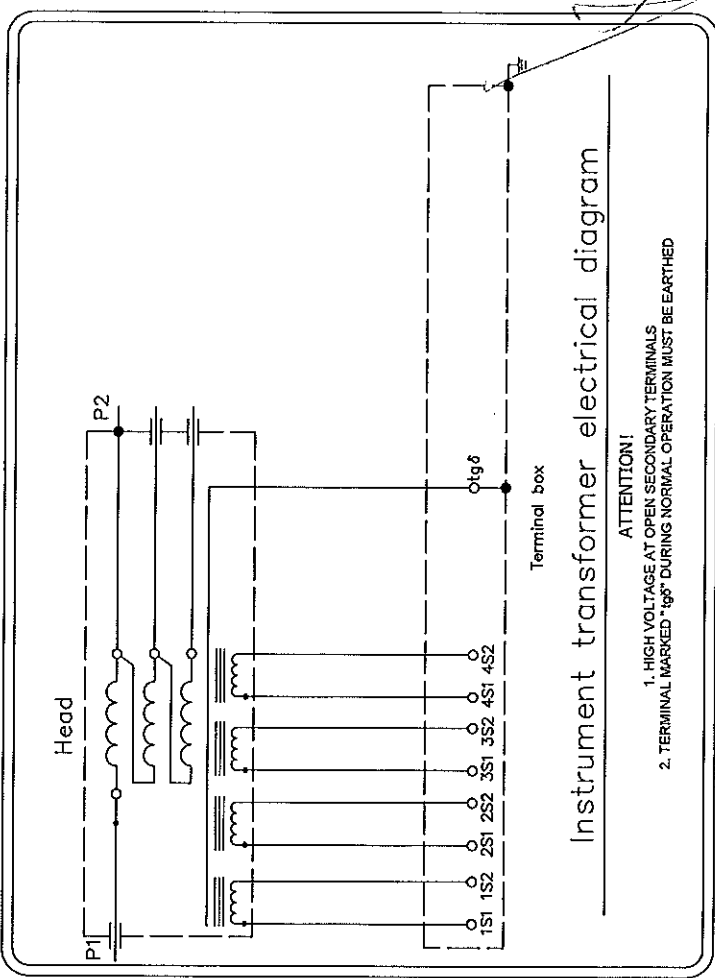 Head
P1
P2
1S1 1S2 2S1 2S2 3S1 3S2 4S1 4S2 tgδ
Terminal box
Instrument transformer electrical diagram
ATTENTION!
1. HIGH VOLTAGE AT OPEN SECONDARY TERMINALS
2. TERMINAL MARKED "tgδ" DURING NORMAL OPERATION MUST BE EARTHED